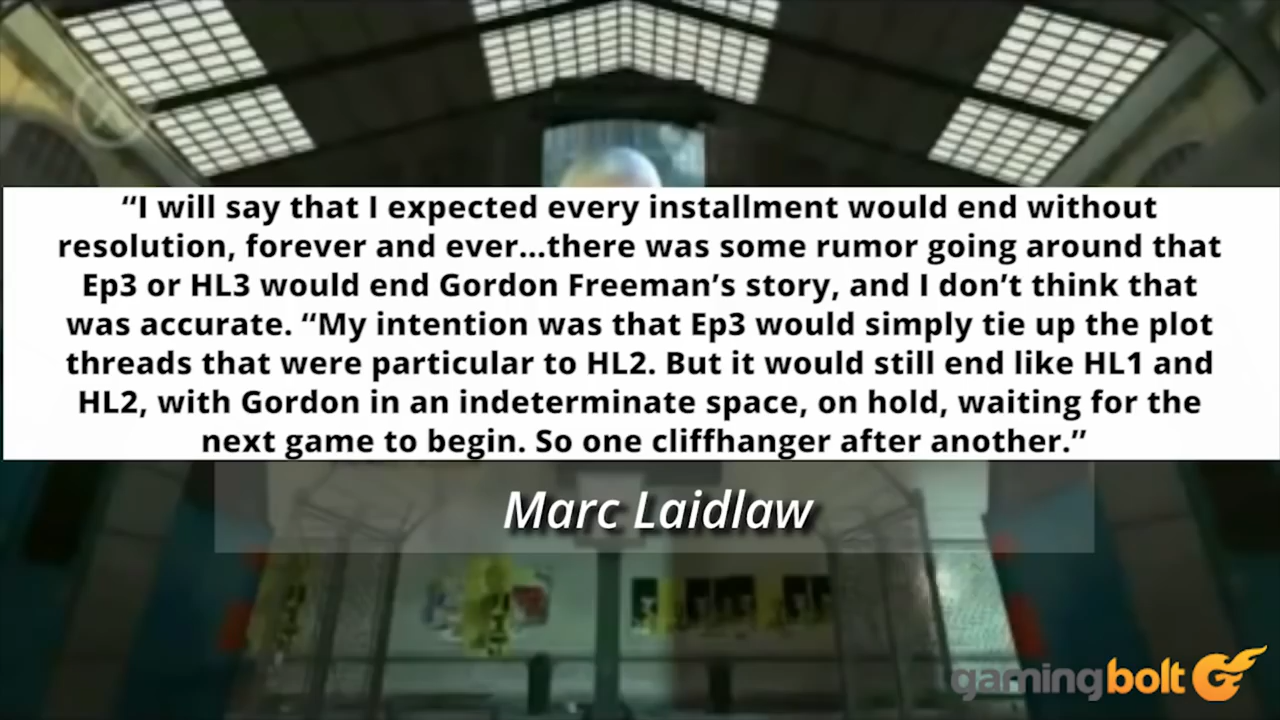 “I will say that I expected every installment would end without
resolution, forever and ever...there was some rumor going around that
Ep3 or HL3 would end Gordon Freeman’s story, and I don’t think that
was accurate. “My intention was that Ep3 would simply tie up the plot
threads that were particular to HL2. But it would still end like HL1 and
HL2, with Gordon in an indeterminate space, on hold, waiting for the
next game to begin. So one cliffhanger after another.”
Marc Laidlaw
gamingbolt